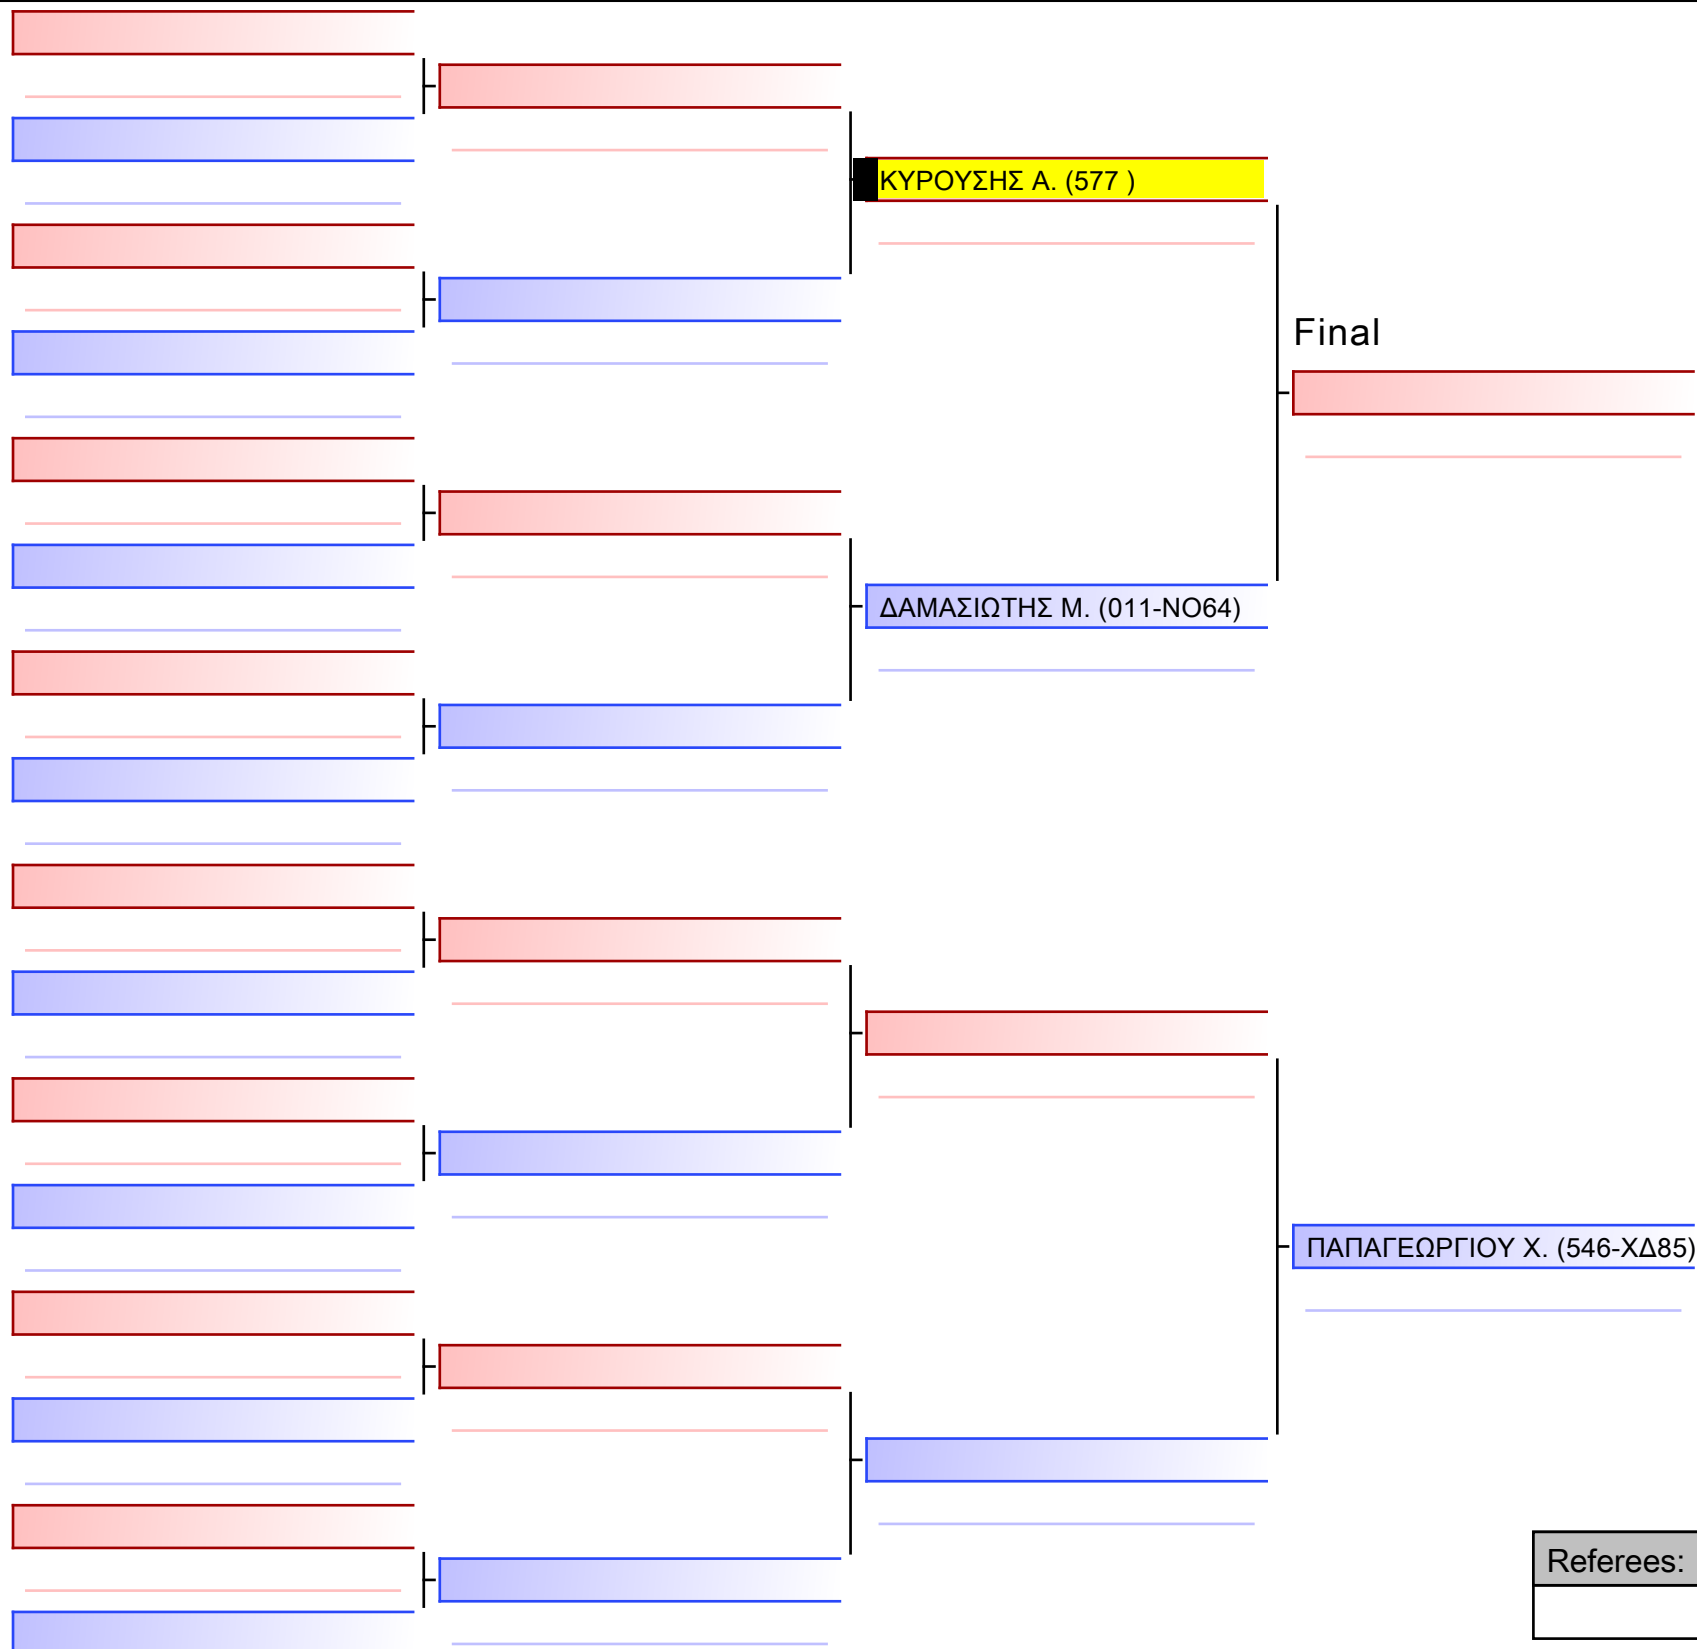 ΚΥΡΟΥΣΗΣ Α. (577 )
Final
ΔΑΜΑΣΙΩΤΗΣ Μ. (011-ΝΟ64)
ΠΑΠΑΓΕΩΡΓΙΟΥ Χ. (546-ΧΔ85)
Referees: